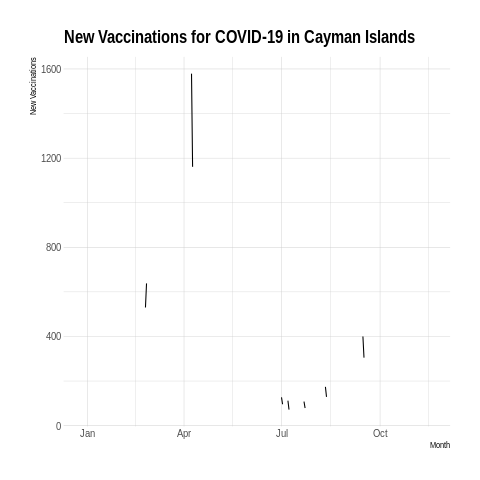 New Vaccinations for COVID-19 in Cayman Islands
New Vaccinations
1600
1200
800
400
0
Jan Apr Jul Oct
Month